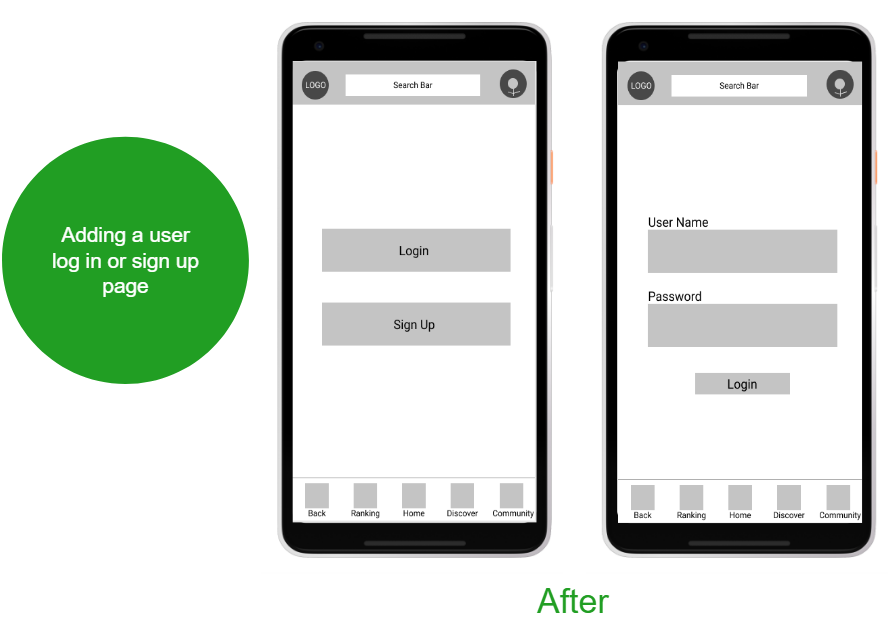 Adding a user
log in or sign up
page
LOGO
Search Bar
Login
Sign Up
Back Ranking Home Discover Community
LOGO
Search Bar
User Name
Password
Login
Back Ranking Home Discover Community
After